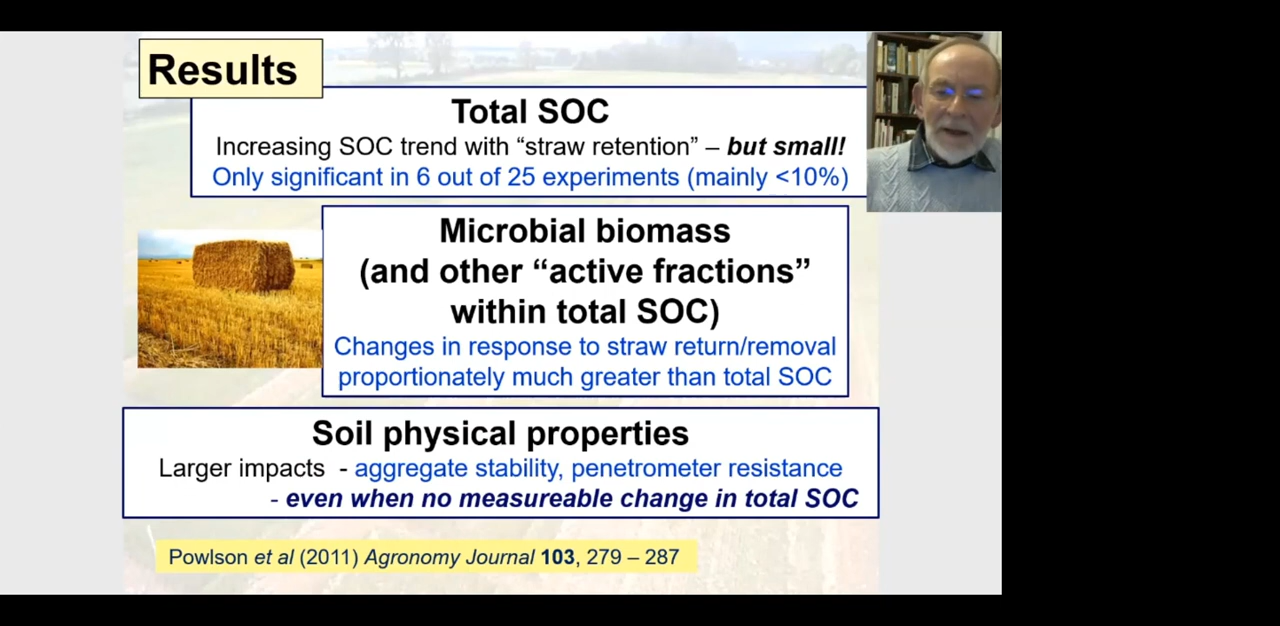 Results
Total SOC
Increasing SOC trend with “straw retention” – but small!
Only significant in 6 out of 25 experiments (mainly <10%)
Microbial biomass
(and other “active fractions”
within total SOC)
Changes in response to straw return/removal
proportionately much greater than total SOC
Soil physical properties
Larger impacts - aggregate stability, penetrometer resistance
- even when no measureable change in total SOC
Powlson et al (2011) Agronomy Journal 103, 279 – 287